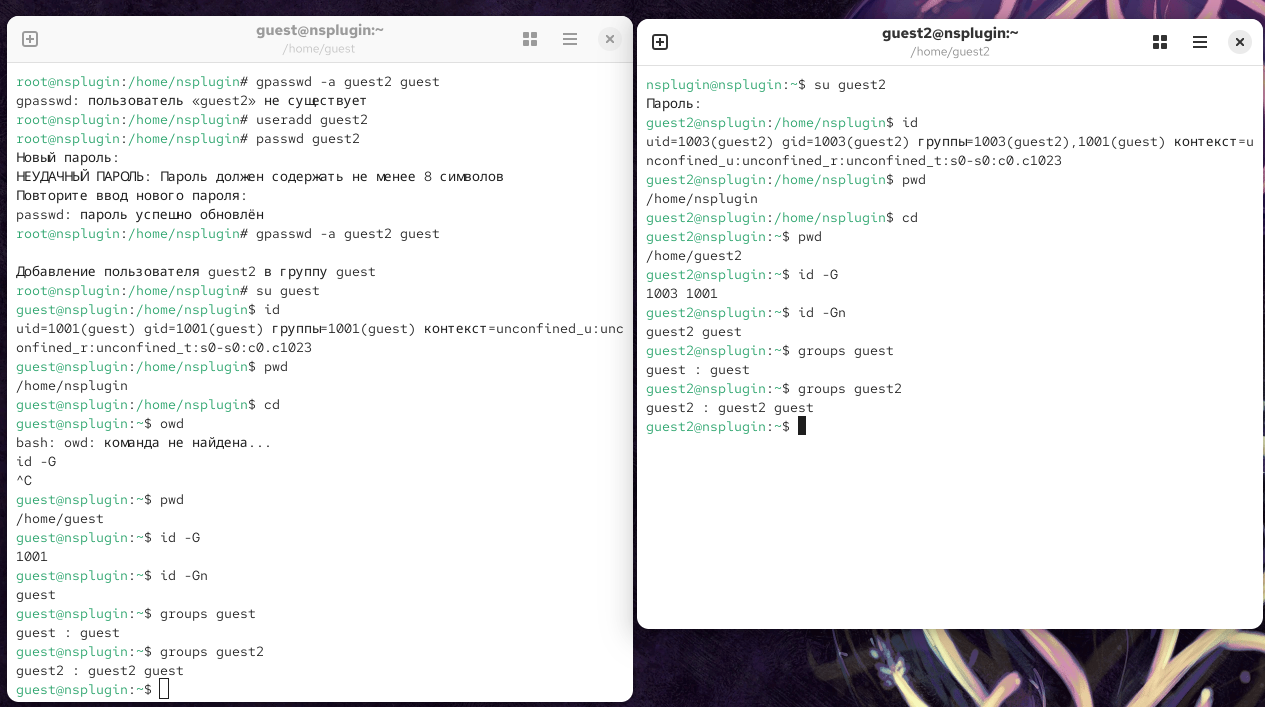 guest@nsplugin:~
/home/guest
root@nsplugin:/home/nsplugin# gpasswd -a guest2 guest
gpasswd: пользователь «guest2» не существует
root@nsplugin:/home/nsplugin# useradd guest2
root@nsplugin:/home/nsplugin# passwd guest2
Новый пароль:
НЕУДАЧНЫЙ ПАРОЛЬ: Пароль должен содержать не менее 8 символов
Повторите ввод нового пароля:
passwd: пароль успешно обновлён
root@nsplugin:/home/nsplugin# gpasswd -a guest2 guest
Добавление пользователя guest2 в группу guest
root@nsplugin:/home/nsplugin# su guest
guest@nsplugin:/home/nsplugin$ id
uid=1001(guest) gid=1001(guest) группы=1001(guest) контекст=unconfined_u:unc
onfined_r:unconfined_t:s0-s0:c0.c1023
guest@nsplugin:/home/nsplugin$ pwd
/home/nsplugin
guest@nsplugin:/home/nsplugin$ cd
guest@nsplugin:~$ owd
bash: owd: команда не найдена...
id -G
^C
guest@nsplugin:~$ pwd
/home/guest
guest@nsplugin:~$ id -G
1001
guest@nsplugin:~$ id -Gn
guest
guest@nsplugin:~$ groups guest
guest : guest
guest@nsplugin:~$ groups guest2
guest2 : guest2 guest
guest@nsplugin:~$
guest2@nsplugin:~
/home/guest2
nsplugin@nsplugin:~$ su guest2
Пароль:
guest2@nsplugin:/home/nsplugin$ id
uid=1003(guest2) gid=1003(guest2) группы=1003(guest2),1001(guest) контекст=u
nconfined_u:unconfined_r:unconfined_t:s0-s0:c0.c1023
guest2@nsplugin:/home/nsplugin$ pwd
/home/nsplugin
guest2@nsplugin:/home/nsplugin$ cd
guest2@nsplugin:~$ pwd
/home/guest2
guest2@nsplugin:~$ id -G
1003 1001
guest2@nsplugin:~$ id -Gn
guest2 guest
guest2@nsplugin:~$ groups guest
guest : guest
guest2@nsplugin:~$ groups guest2
guest2 : guest2 guest
guest2@nsplugin:~$